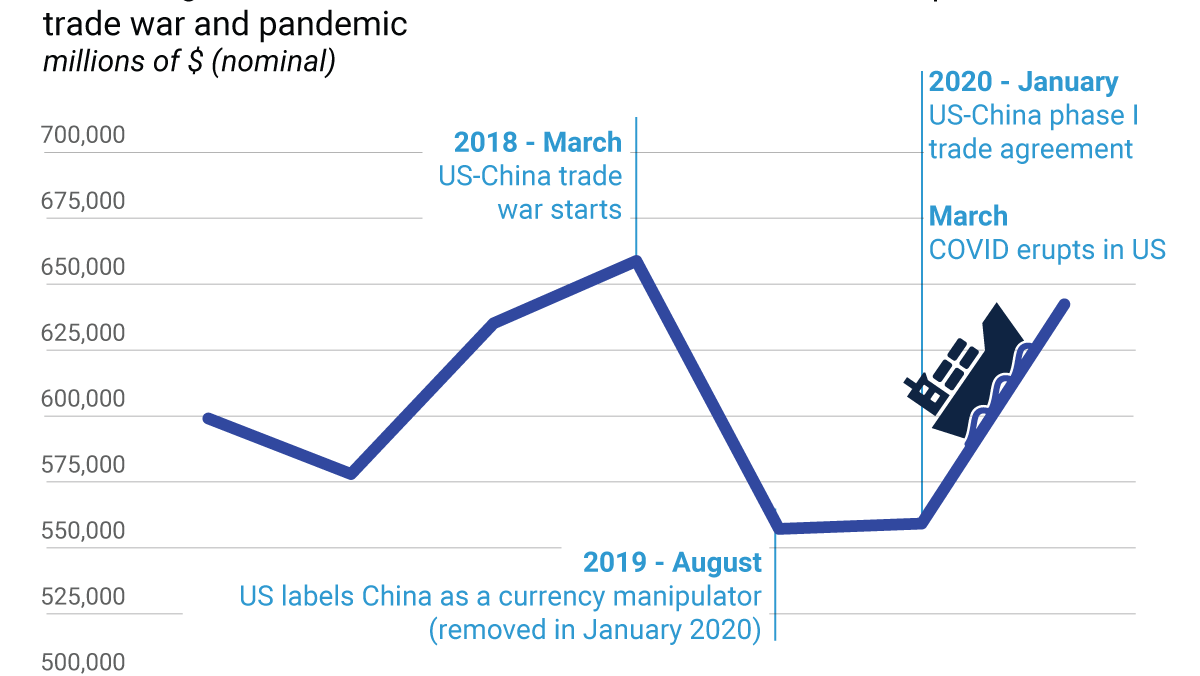 trade war and pandemic
millions of $ (nominal)
2020 - January
US-China phase I
trade agreement
700,000
2018 - March
US-China trade
war starts
675,000
March
COVID erupts in US
650,000
625,000
600,000
575,000
550,000
2019 - August
US labels China as a currency manipulator
(removed in January 2020)
525,000
500,000